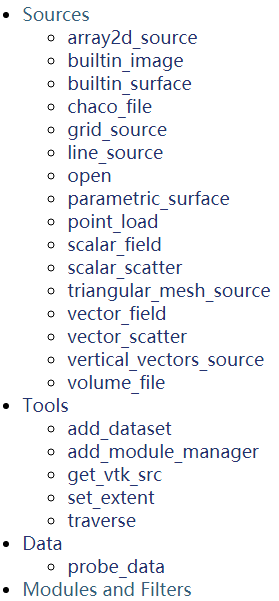 Sources
array2d_source
builtin_image
builtin_surface
chaco_file
grid_source
line_source
open
parametric_surface
point_load
scalar_field
scalar_scatter
triangular_mesh_source
vector_field
vector_scatter
vertical_vectors_source
volume_file
Tools
add_dataset
add_module_manager
get_vtk_src
set_extent
traverse
Data
probe_data
Modules and Filters